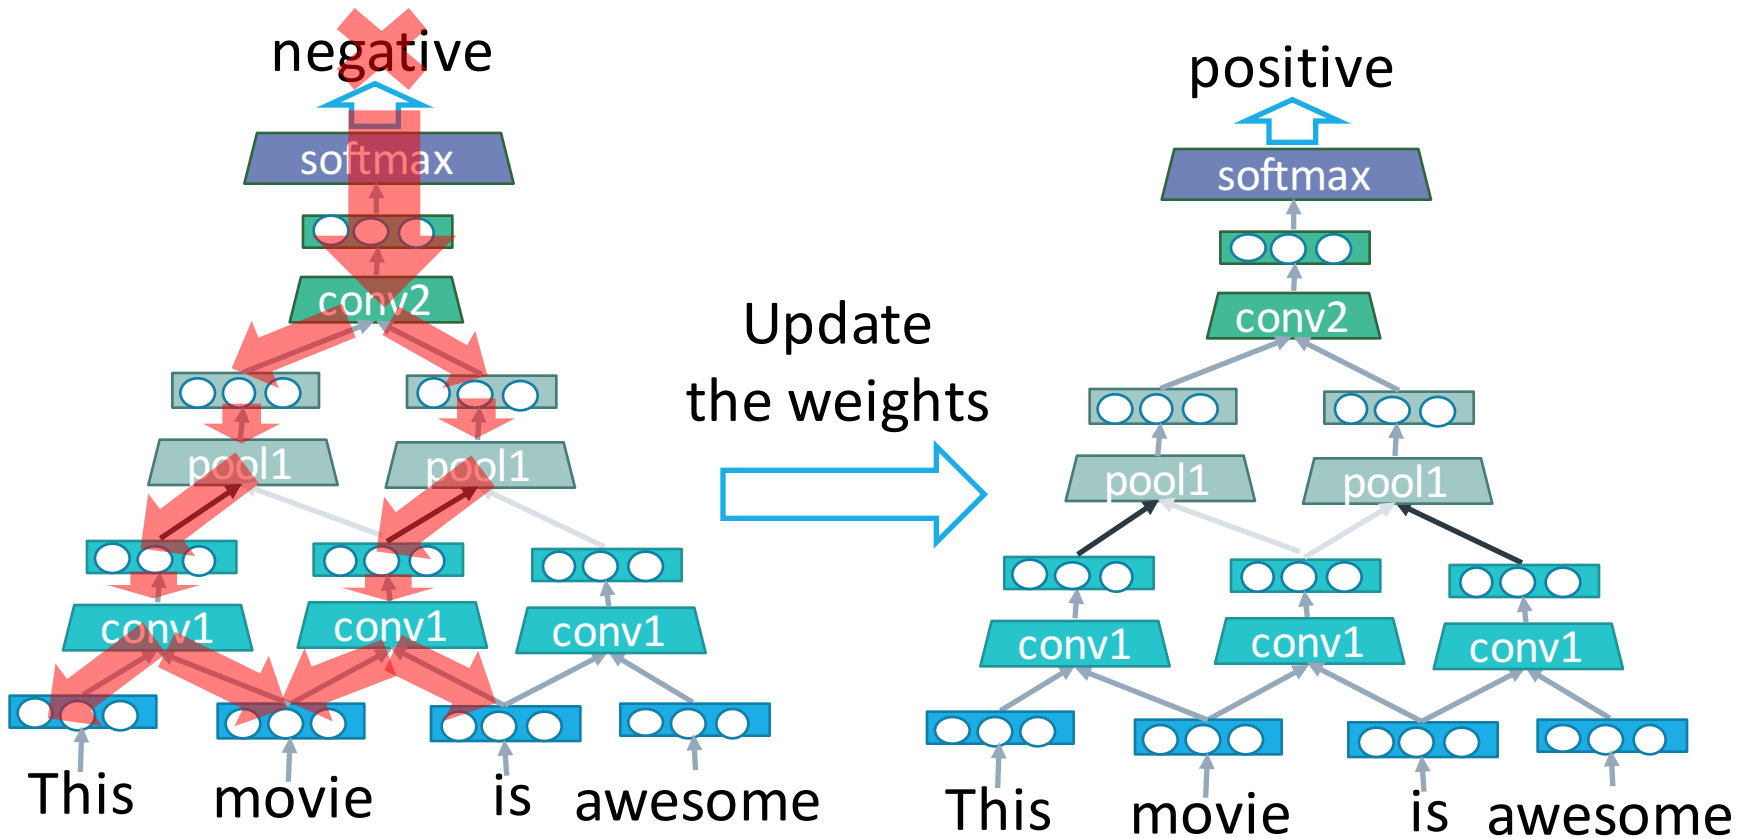 negative
softmax
conv2
pool1 pool1
conv1 conv1 conv1
This movie is awesome
Update
the weights
positive
softmax
conv2
pool1 pool1
conv1 conv1 conv1
This movie is awesome